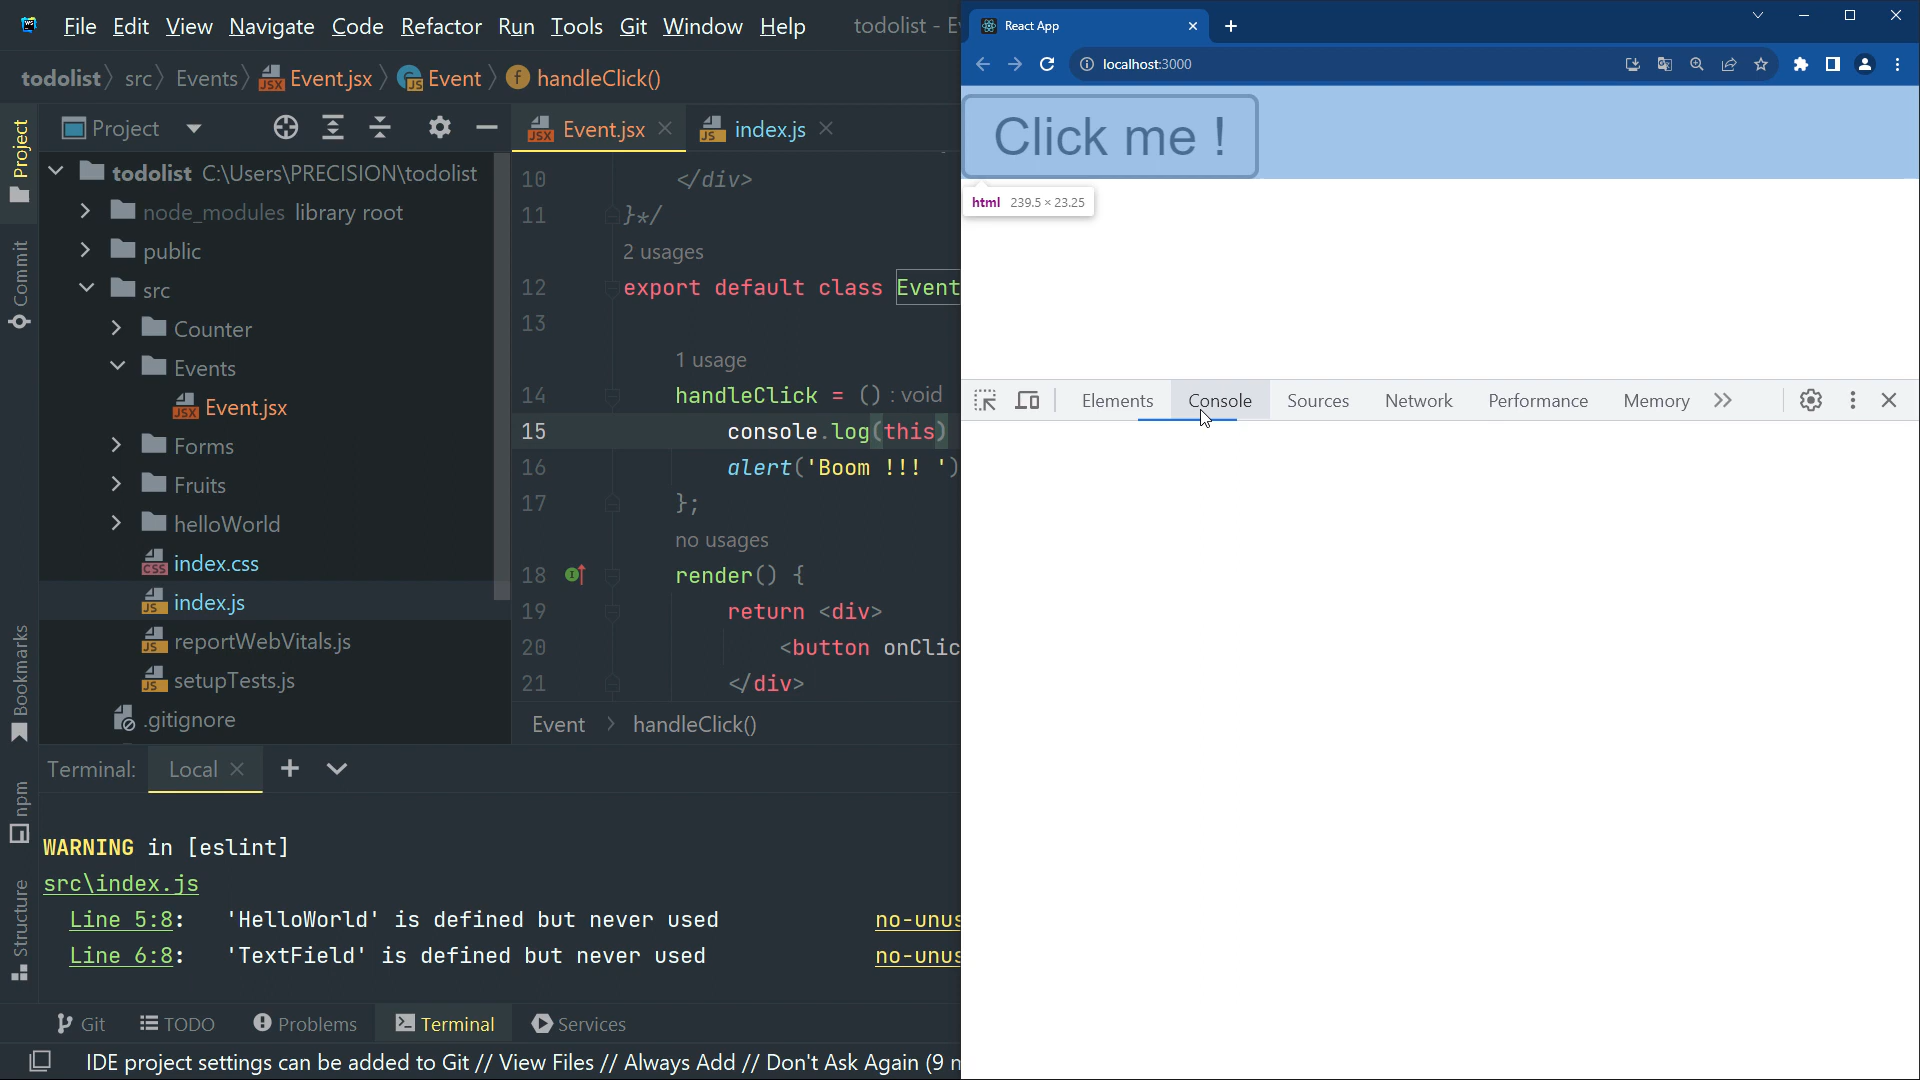 File Edit View Navigate Code Refactor Run Tools Git Window Help todolist - Ev
todolist src Events Event.jsx Event handleClick()
Project
Project
Commit
Bookmarks
npm
Structure
todolist C:\Users\PRECISION\todolist
node_modules library root
public
src
Counter
Events
Event.jsx
Forms
Fruits
helloWorld
index.css
index.js
reportWebVitals.js
setupTests.js
.gitignore
Event.jsx index.js
10 </div>
11 }*/
2 usages
12 export default class Event
13
1 usage
14 handleClick = () : void
15 console.log(this)
16 alert('Boom !!! ')
17 };
no usages
18 render() {
19 return <div>
20 <button onClic
21 </div>
Event handleClick()
Terminal: Local
WARNING in [eslint]
src\index.js
Line 5:8: 'HelloWorld' is defined but never used no-unus
Line 6:8: 'TextField' is defined but never used no-unus
Git TODO Problems Terminal Services
IDE project settings can be added to Git // View Files // Always Add // Don't Ask Again (9 m
React App
localhost:3000
Click me !
html 239.5 × 23.25
Elements Console Sources Network Performance Memory